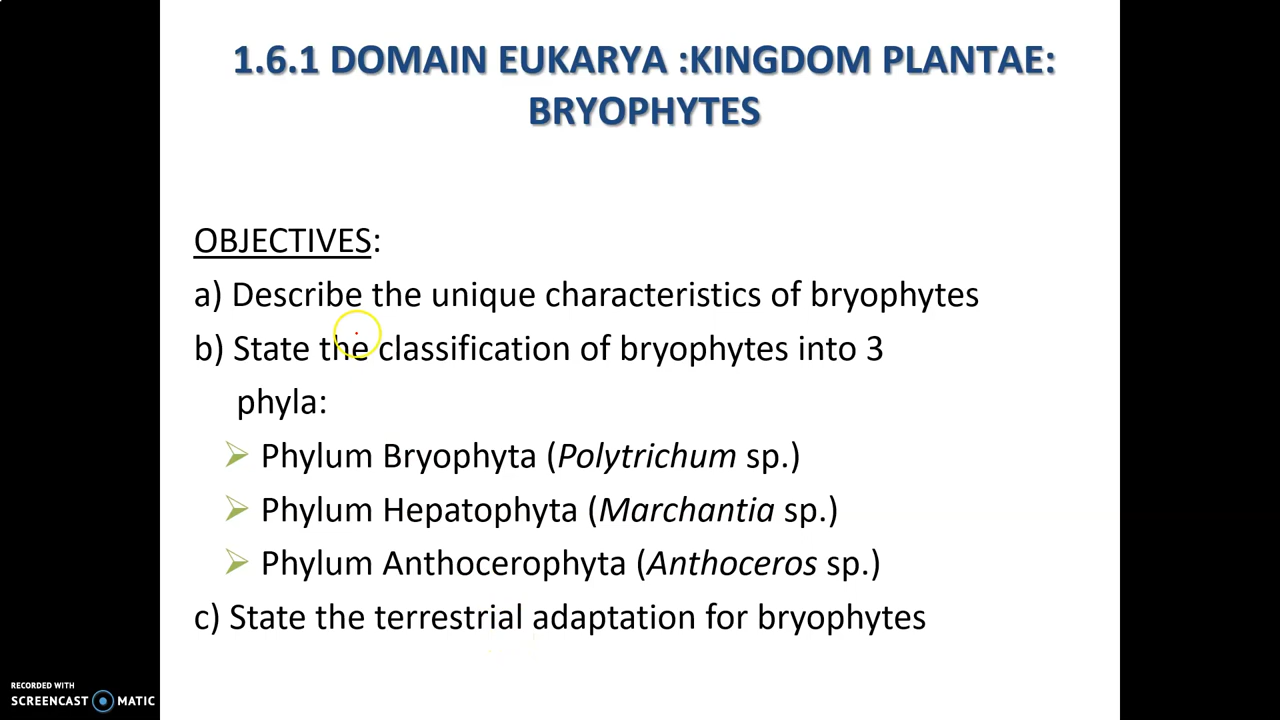 1.6.1 DOMAIN EUKARYA :KINGDOM PLANTAE:
BRYOPHYTES
OBJECTIVES:
a) Describe the unique characteristics of bryophytes
b) State the classification of bryophytes into 3
phyla:
Phylum Bryophyta (Polytrichum sp.)
Phylum Hepatophyta (Marchantia sp.)
Phylum Anthocerophyta (Anthoceros sp.)
c) State the terrestrial adaptation for bryophytes
RECORDED WITH
SCREENCAST MATIC